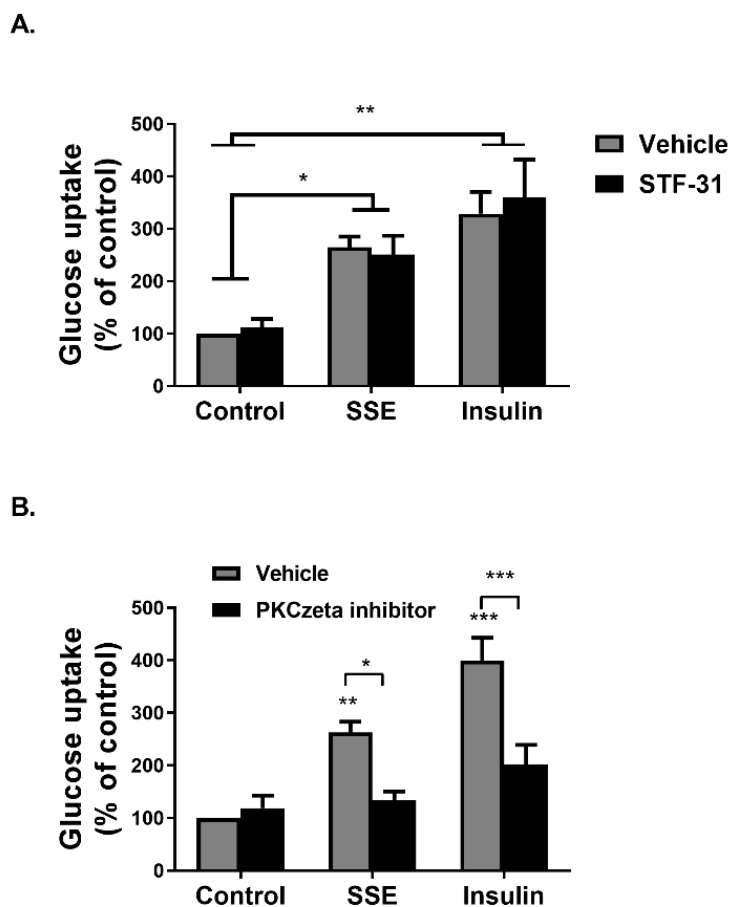 A.
**
500
Vehicle
400
*
STF-31
300
200
100
0
Glucose uptake
(% of control)
Control SSE Insulin
B.
Vehicle
***
500
PKCzeta inhibitor
***
400
*
300
**
200
100
0
Glucose uptake
(% of control)
Control SSE Insulin